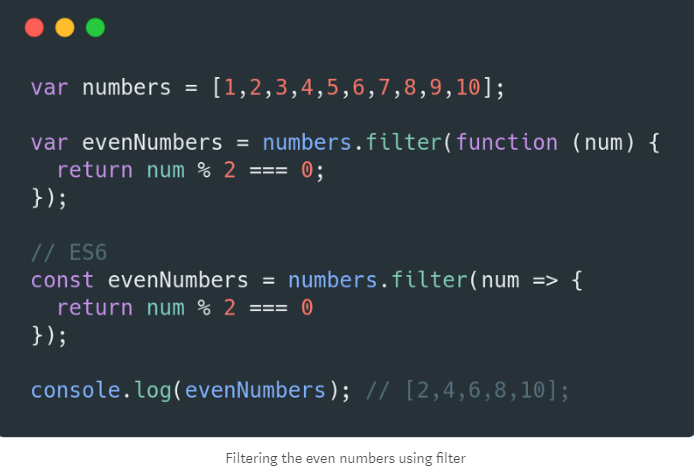 var numbers = [1,2,3,4,5,6,7,8,9,10];
var evenNumbers = numbers.filter(function (num) {
  return num % 2 === 0;
});
// ES6
const evenNumbers = numbers.filter(num => {
  return num % 2 === 0
});
console.log(evenNumbers); // [2,4,6,8,10];
Filtering the even numbers using filter